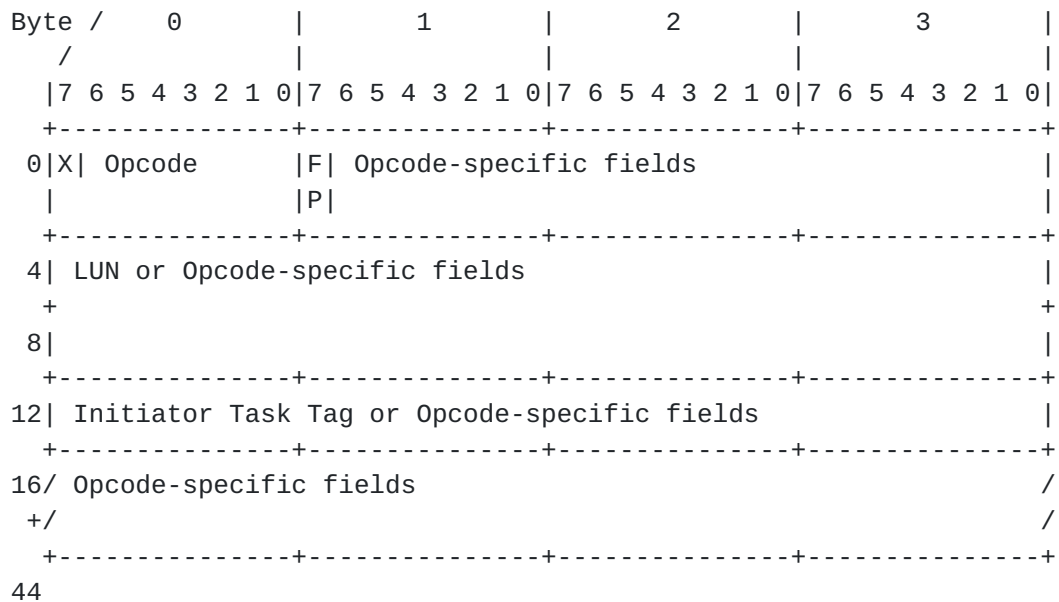 Byte /    0       |       1       |       2       |       3       |
   /              |               |               |               |
  |7 6 5 4 3 2 1 0|7 6 5 4 3 2 1 0|7 6 5 4 3 2 1 0|7 6 5 4 3 2 1 0|
  +---------------+---------------+---------------+---------------+
 0|X| Opcode      |F| Opcode-specific fields                      |
  |               |P|                                             |
  +---------------+---------------+---------------+---------------+
 4| LUN or Opcode-specific fields                                 |
  +                                                               +
 8|                                                               |
  +---------------+---------------+---------------+---------------+
12| Initiator Task Tag or Opcode-specific fields                  |
  +---------------+---------------+---------------+---------------+
16/ Opcode-specific fields                                        /
 +/                                                               /
  +---------------+---------------+---------------+---------------+
44